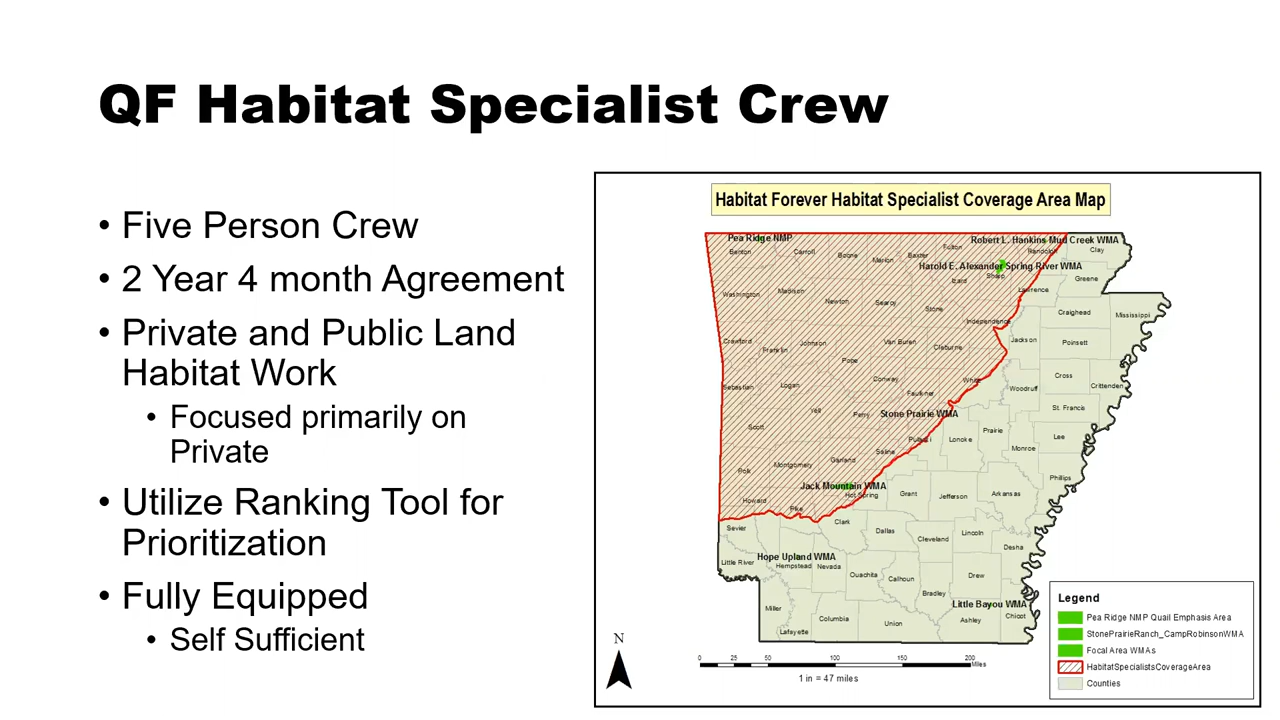 QF Habitat Specialist Crew
• Five Person Crew
• 2 Year 4 month Agreement
• Private and Public Land
Habitat Work
• Focused primarily on
Private
• Utilize Ranking Tool for
Prioritization
• Fully Equipped
• Self Sufficient
Habitat Forever Habitat Specialist Coverage Area Map
Pea Ridge NMP
Robert L. Hankins Mud Creek WMA
Benton
Carroll
Boone
Marion
Baxter
Fulton
Randolph
Clay
Harold E. Alexander Spring River WMA
Sharp
Izard
Greene
Washington
Madison
Newton
Searcy
Stone
Lawrence
Independence
Craighead
Mississippi
Crawford
Franklin
Johnson
Van Buren
Cleburne
Jackson
Poinsett
Pope
Sebastian
Logan
Conway
White
Woodruff
Cross
Crittenden
Faulkner
St. Francis
Yell
Perry
Stone Prairie WMA
Scott
Pulaski
Lonoke
Prairie
Lee
Monroe
Saline
Polk
Montgomery
Garland
Phillips
Jack Mountain WMA
Hot Spring
Grant
Jefferson
Arkansas
Howard
Pike
Sevier
Clark
Dallas
Cleveland
Lincoln
Desha
Hope Upland WMA
Little River
Hempstead
Nevada
Ouachita
Calhoun
Drew
Bradley
Little Bayou WMA
Miller
Columbia
Union
Ashley
Chicot
Lafayette
N
0 25 50 100 150 200
Miles
1 in = 47 miles
Legend
Pea Ridge NMP Quail Emphasis Area
StonePrairieRanch_CampRobinsonWMA
Focal Area WMAs
HabitatSpecialistsCoverageArea
Counties